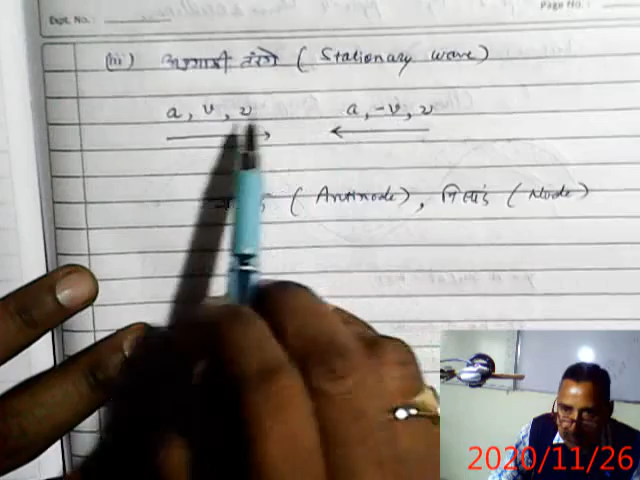 Expt. No.
Page No. :
(iii) अप्रगामी तरंगे ( Stationary wave)
a, v, ν a, -v, ν
( Antinode) , निस्पंद ( Node)
2020/11/26